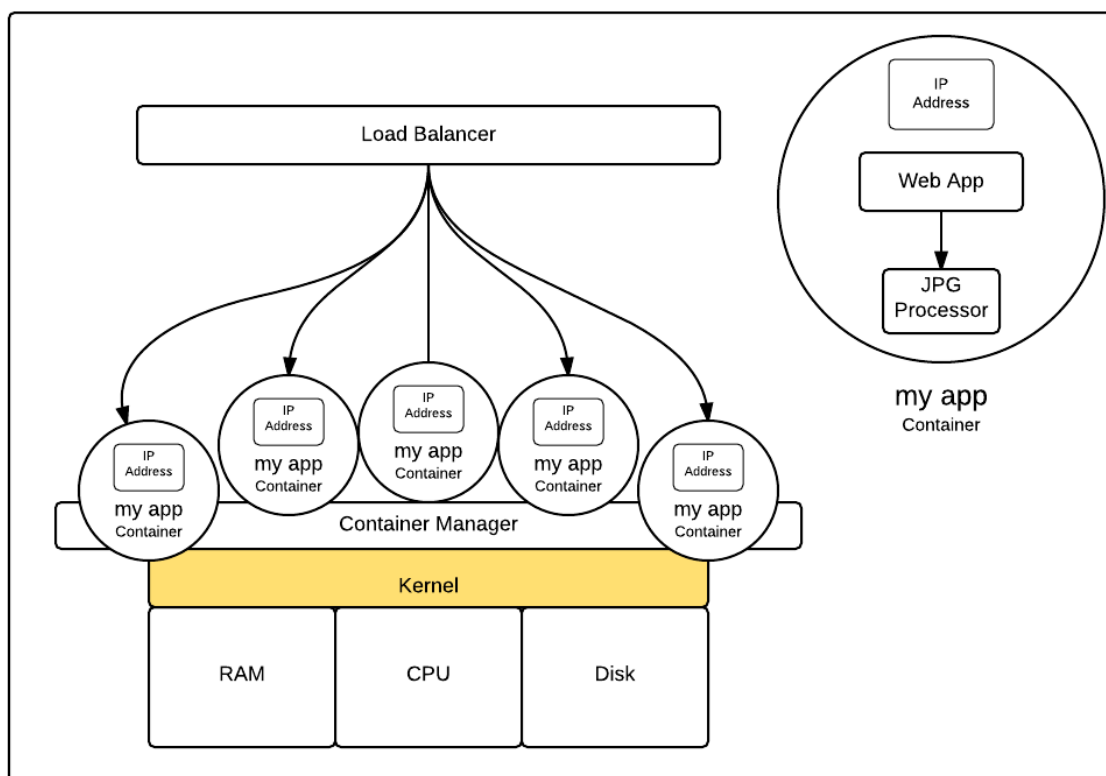 Load Balancer
IP
Address
Web App
JPG
Processor
my app
Container
IP
Address
my app
Container
IP
Address
my app
Container
IP
Address
my app
Container
IP
Address
my app
Container
IP
Address
my app
Container
Container Manager
Kernel
RAM
CPU
Disk